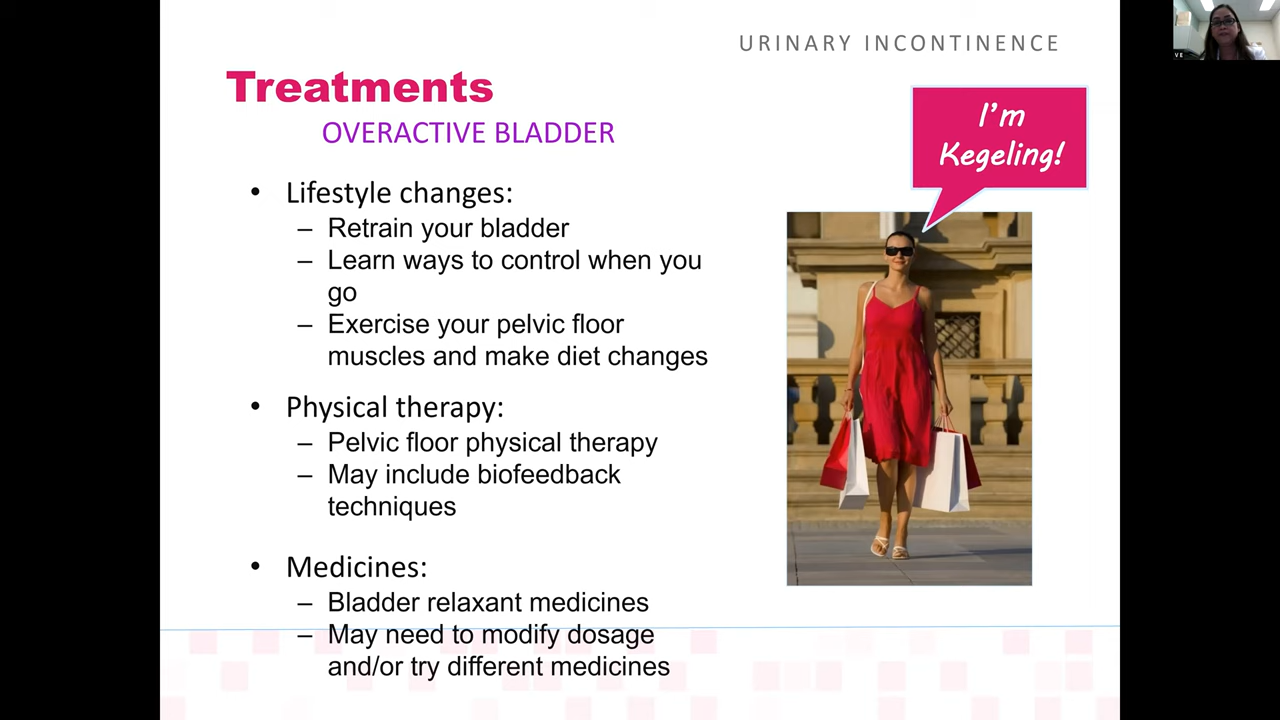 URINARY INCONTINENCE
Treatments
OVERACTIVE BLADDER
I'm
Kegeling!
• Lifestyle changes:
– Retrain your bladder
– Learn ways to control when you
go
– Exercise your pelvic floor
muscles and make diet changes
• Physical therapy:
– Pelvic floor physical therapy
– May include biofeedback
techniques
• Medicines:
– Bladder relaxant medicines
– May need to modify dosage
and/or try different medicines